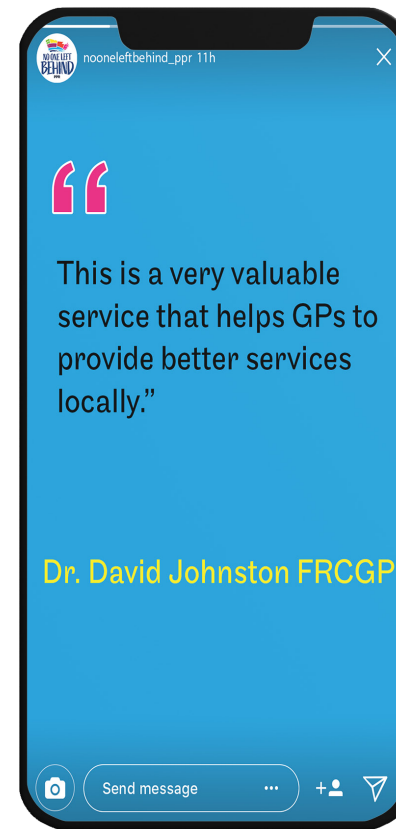 NO ONE LEFT
BEHIND
PPR
nooneleftbehind_ppr 11h
“
This is a very valuable
service that helps GPs to
provide better services
locally.”
Dr. David Johnston FRCGP
Send message